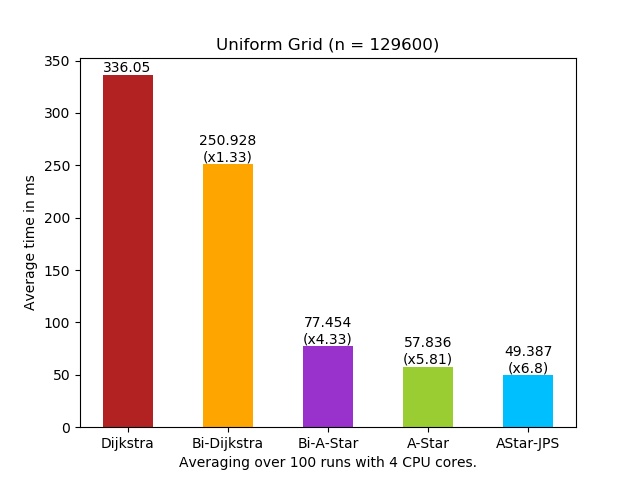 Uniform Grid (n = 129600)
Average time in ms
350
300
250
200
150
100
50
0
336.05
250.928
(x1.33)
77.454
(x4.33)
57.836
(x5.81)
49.387
(x6.8)
Dijkstra
Bi-Dijkstra
Bi-A-Star
A-Star
AStar-JPS
Averaging over 100 runs with 4 CPU cores.